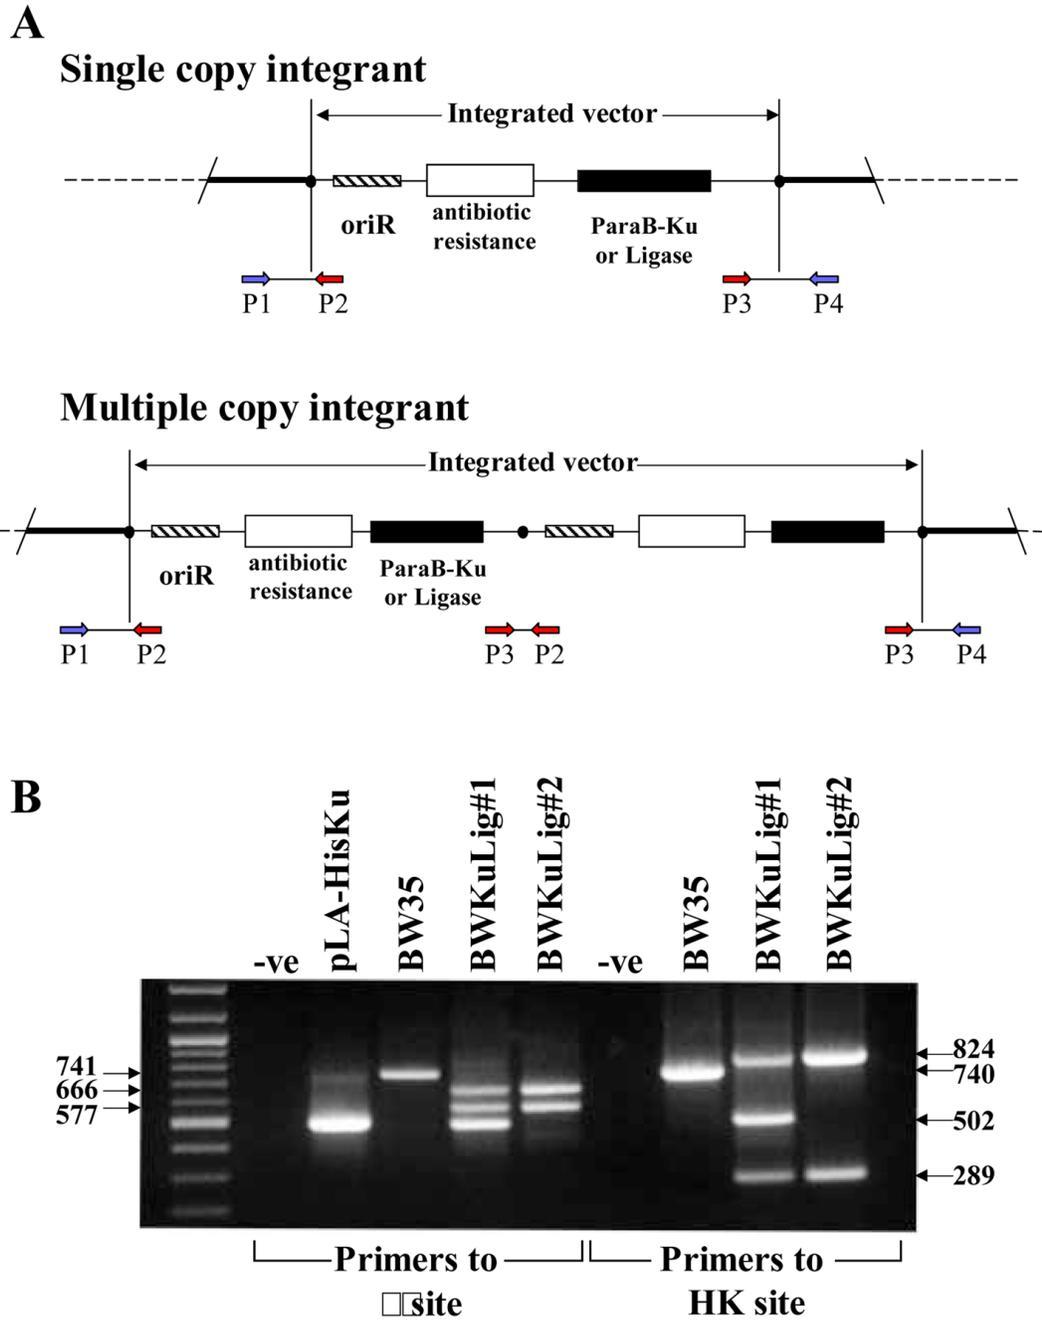 A
Single copy integrant
Integrated vector
oriR
antibiotic
resistance
ParaB-Ku
or Ligase
P1
P2
P3
P4
Multiple copy integrant
Integrated vector
oriR
antibiotic
resistance
ParaB-Ku
or Ligase
P1
P2
P3
P2
P3
P4
B
-ve
pLA-HisKu
BW35
BWKuLig#1
BWKuLig#2
-ve
BW35
BWKuLig#1
BWKuLig#2
741
666
577
824
740
502
289
Primers to
□□site
Primers to
HK site